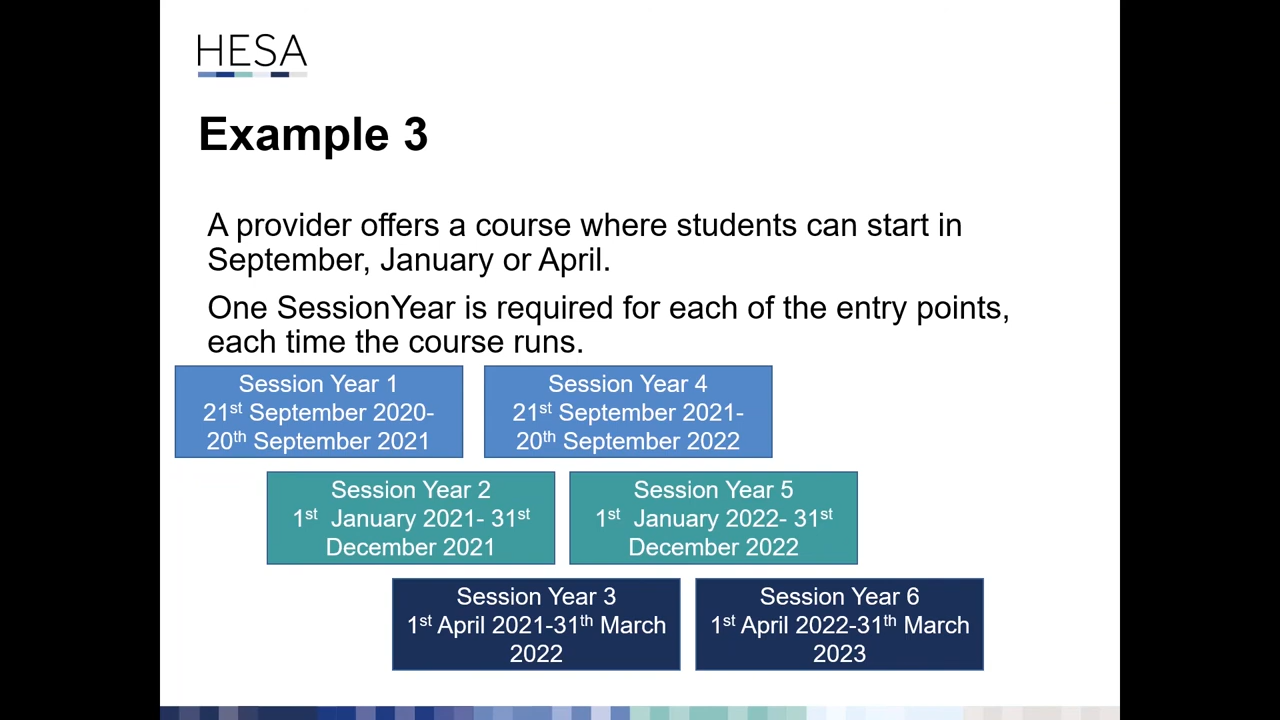 HESA
Example 3
A provider offers a course where students can start in
September, January or April.
One SessionYear is required for each of the entry points,
each time the course runs.
Session Year 1
21st September 2020-
20th September 2021
Session Year 4
21st September 2021-
20th September 2022
Session Year 2
1st January 2021- 31st
December 2021
Session Year 5
1st January 2022- 31st
December 2022
Session Year 3
1st April 2021-31th March
2022
Session Year 6
1st April 2022-31th March
2023